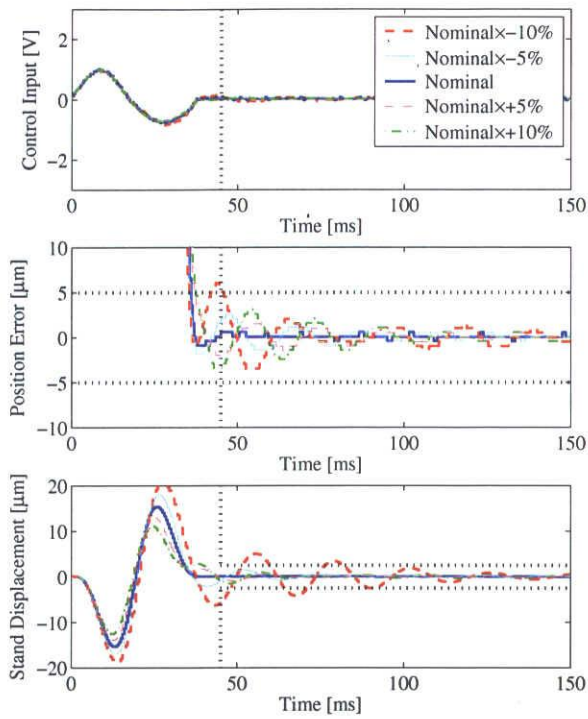 2
0
-2
Control Input [V]
Nominal×-10%
Nominal×-5%
Nominal
Nominal×+5%
Nominal×+10%
0
50
100
150
Time [ms]
10
5
0
-5
-10
Position Error [μm]
0
50
100
150
Time [ms]
20
10
0
-10
-20
Stand Displacement [μm]
0
50
100
150
Time [ms]